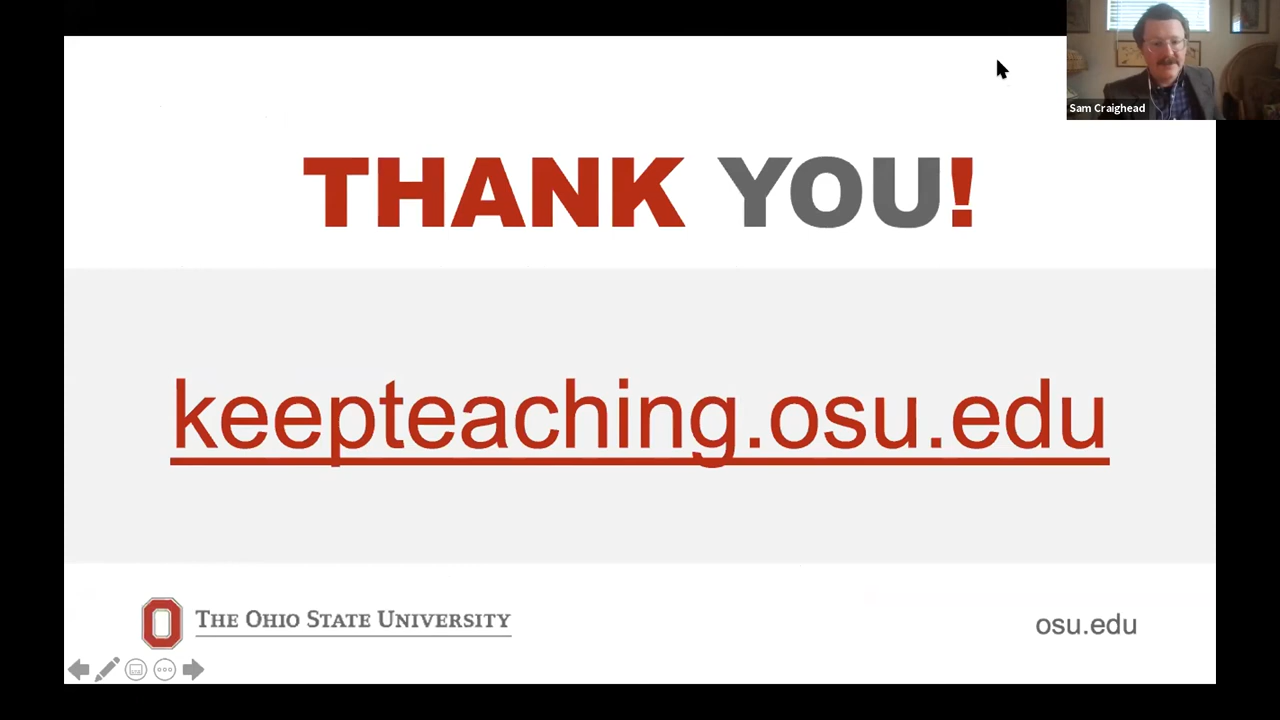 Sam Craighead
THANK YOU!
keepteaching.osu.edu
THE OHIO STATE UNIVERSITY
osu.edu